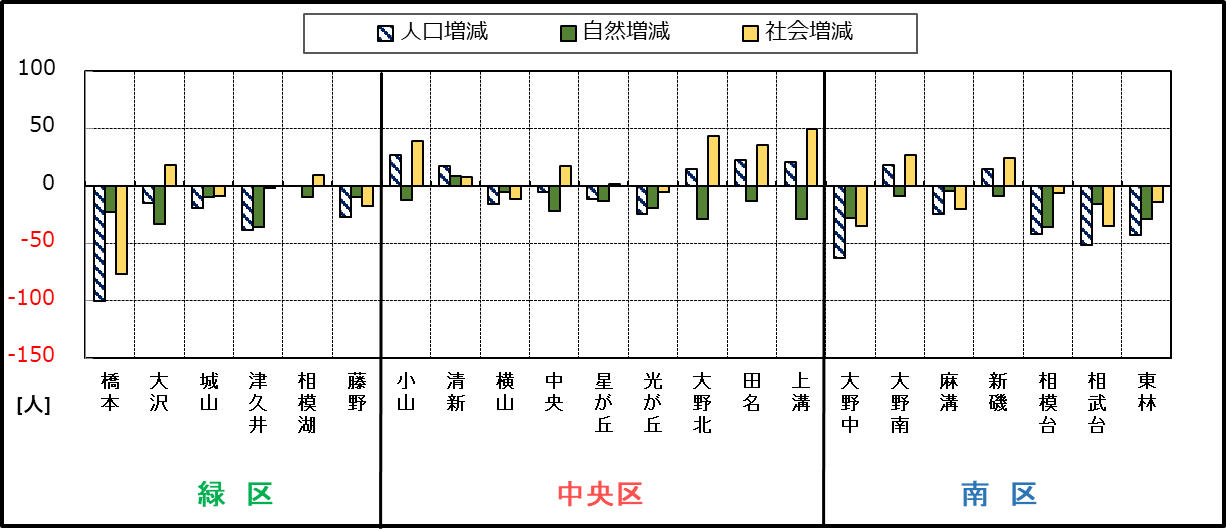 人口増減 自然増減 社会増減
100
50
0
-50
-100
-150
[人]
橋本 大沢 城山 津久井 相模湖 藤野 小山 清新 横山 中央 星が丘 光が丘 大野北 田名 上溝 大野中 大野南 麻溝 新磯 相模台 相武台 東林
緑 区 中央区 南 区